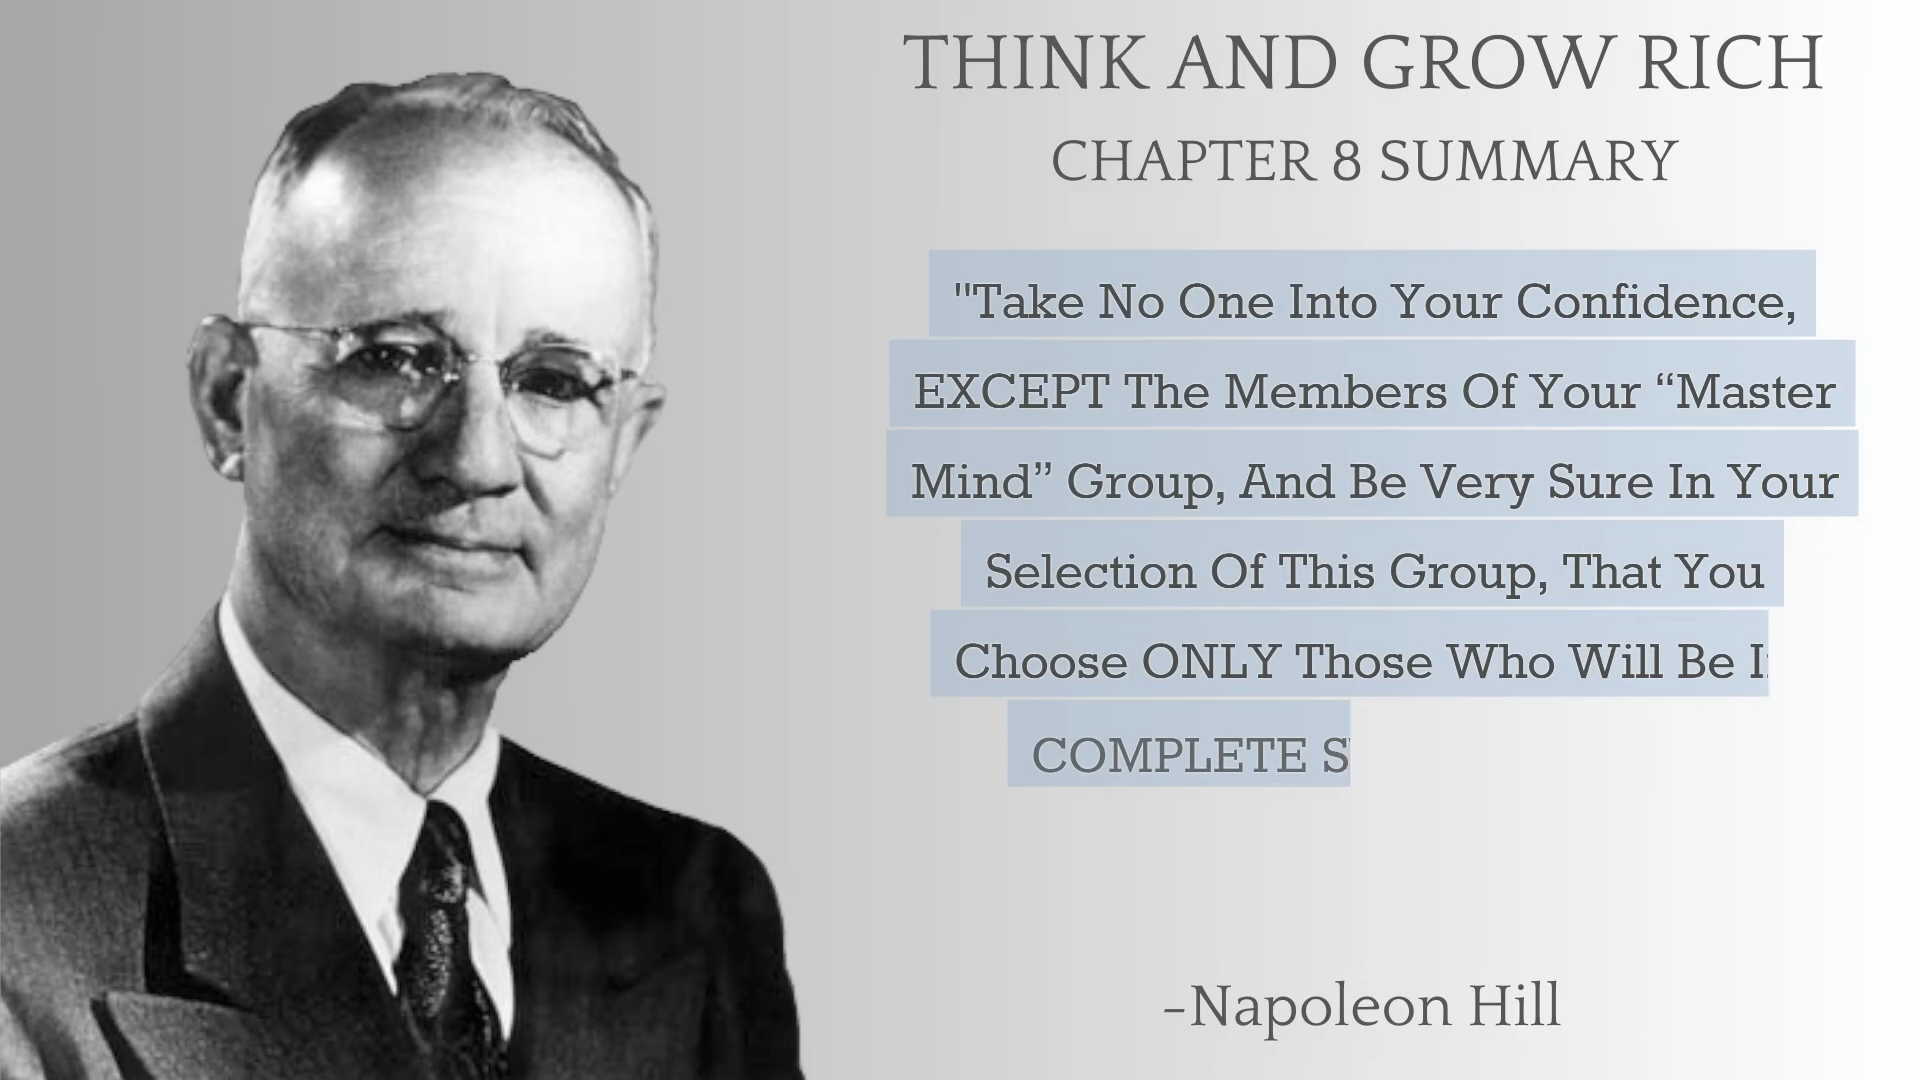 THINK AND GROW RICH
CHAPTER 8 SUMMARY
"Take No One Into Your Confidence,
EXCEPT The Members Of Your “Master
Mind” Group, And Be Very Sure In Your
Selection Of This Group, That You
Choose ONLY Those Who Will Be
COMPLETE
-Napoleon Hill